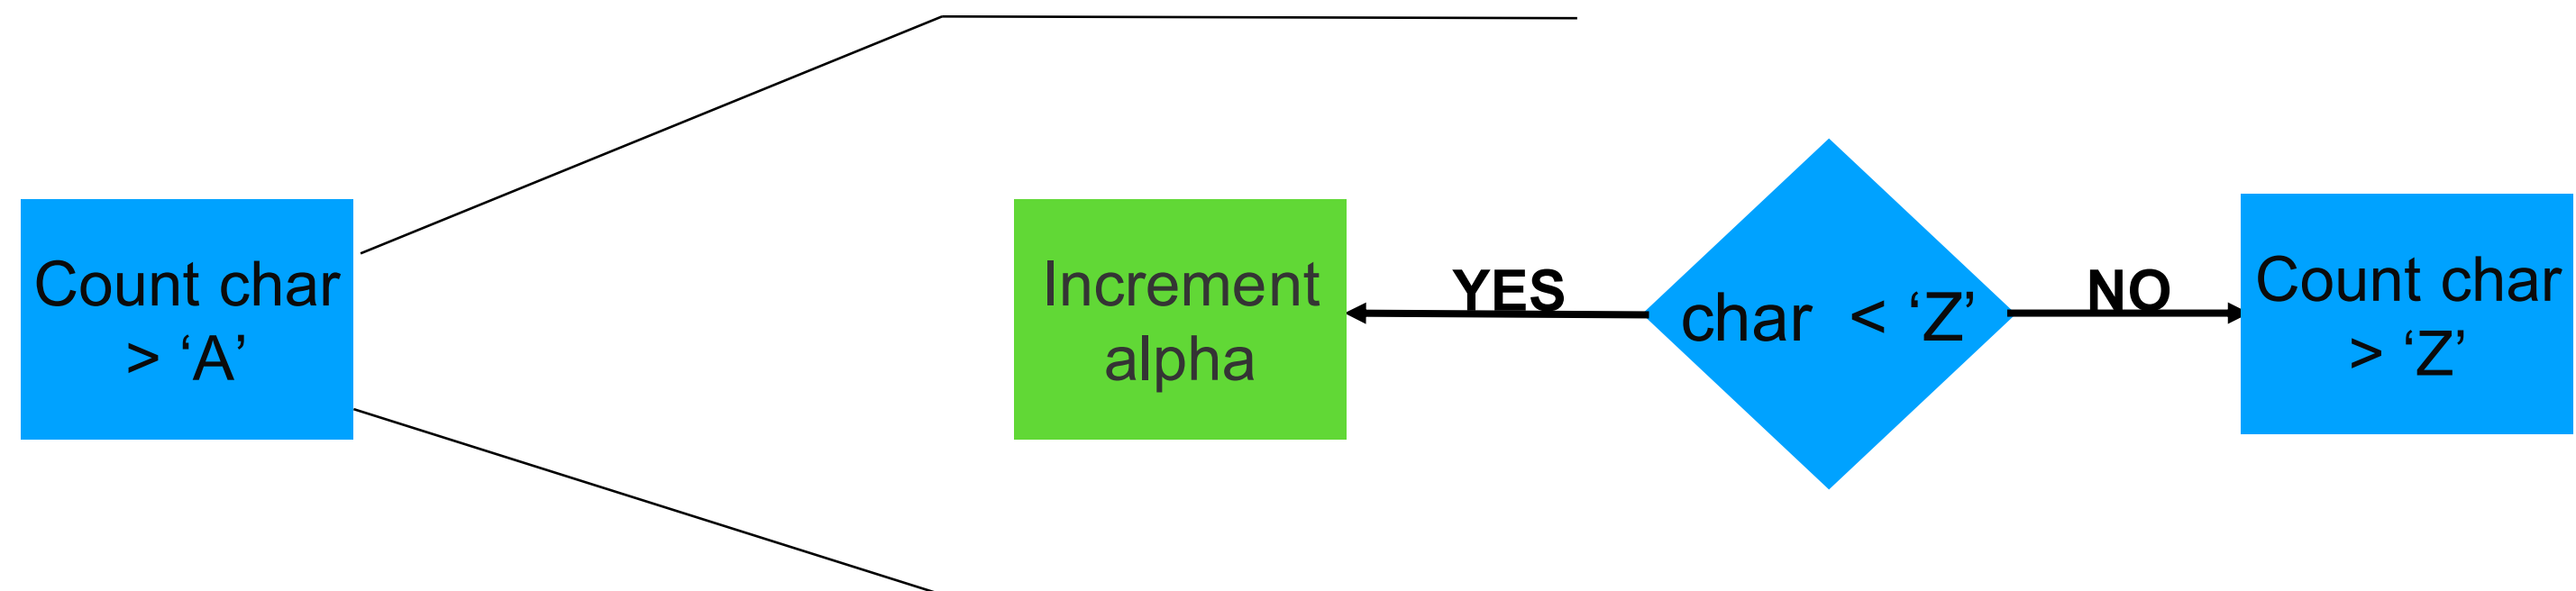 Count char
> ‘A’
Increment
alpha
YES
char < ‘Z’
NO
Count char
> ‘Z’